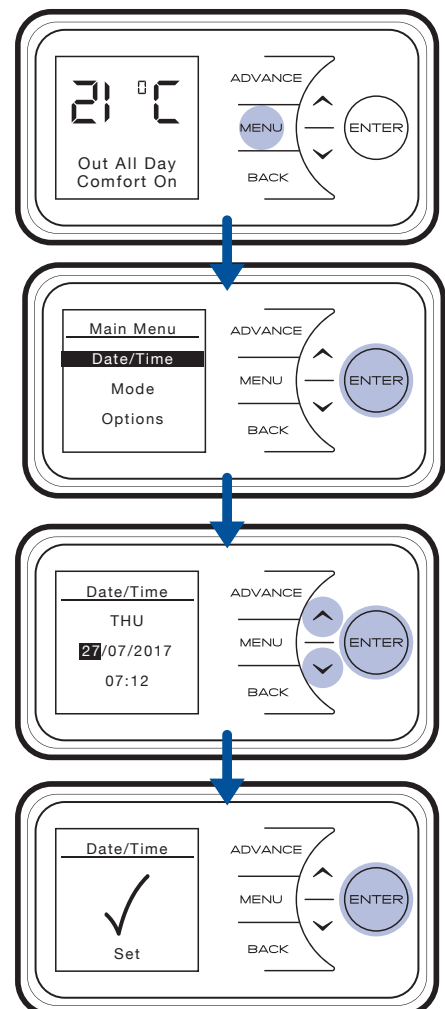 21 °C
Out All Day
Comfort On
ADVANCE
MENU
BACK
ENTER
Main Menu
Date/Time
Mode
Options
ADVANCE
MENU
BACK
ENTER
Date/Time
THU
27/07/2017
07:12
ADVANCE
MENU
BACK
ENTER
Date/Time
Set
ADVANCE
MENU
BACK
ENTER